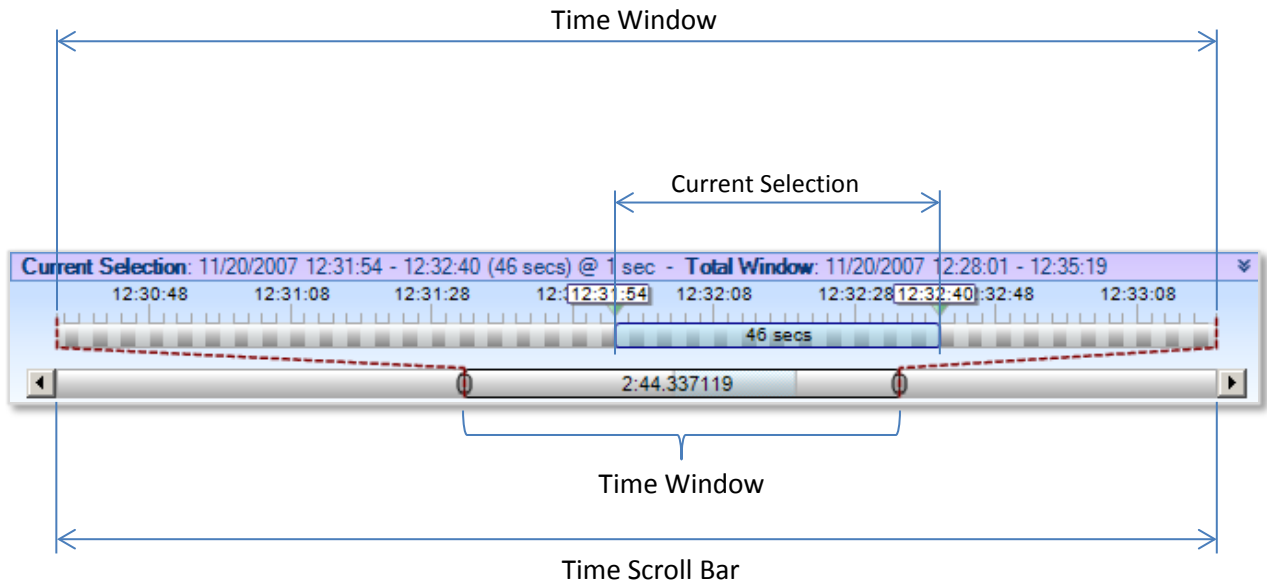 Time Window
Current Selection
Current Selection: 11/20/2007 12:31:54 - 12:32:40 (46 secs) @ 1 sec - Total Window: 11/20/2007 12:28:01 - 12:35:19
12:30:48 12:31:08 12:31:28 12:31:54 12:32:08 12:32:28 12:32:40 :32:48 12:33:08
46 secs
2:44.337119
Time Window
Time Scroll Bar